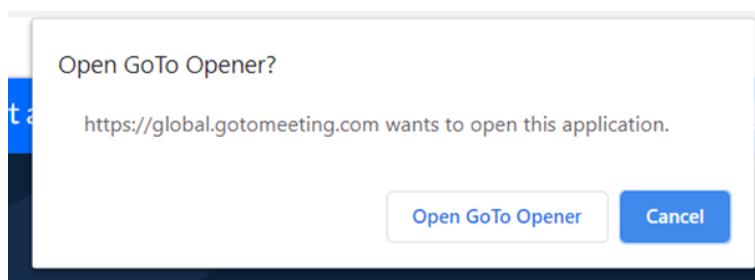 Open GoTo Opener?
https://global.gotomeeting.com wants to open this application.
Open GoTo Opener
Cancel